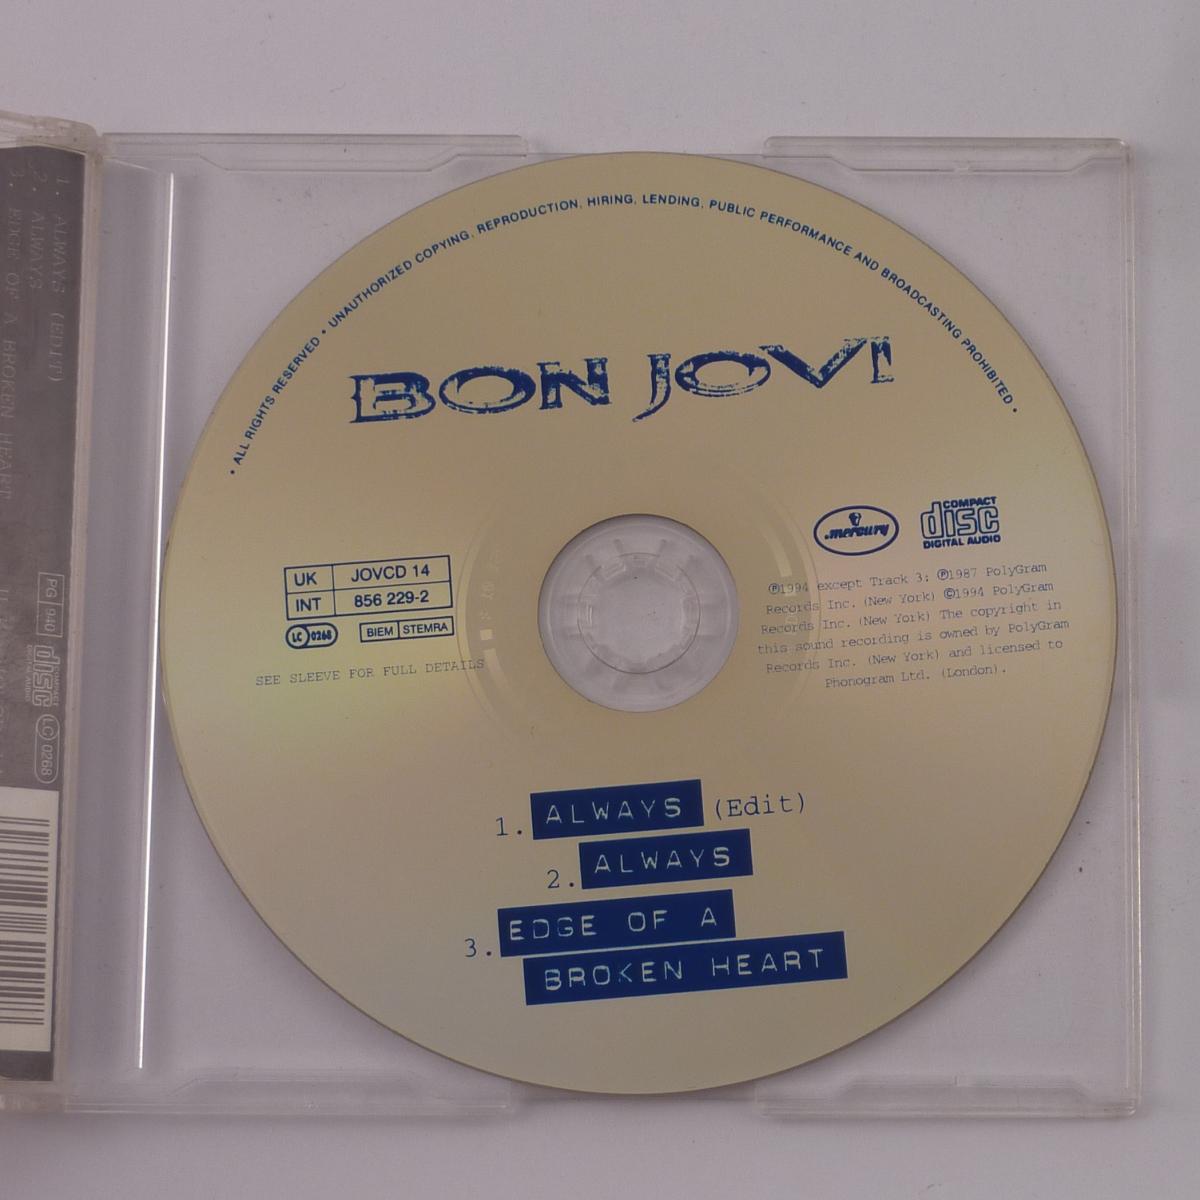 • ALL RIGHTS RESERVED • UNAUTHORIZED COPYING, REPRODUCTION, HIRING, LENDING, PUBLIC PERFORMANCE AND BROADCASTING PROHIBITED •
BON JOVI
mercury
COMPACT
disc
DIGITAL AUDIO
UK JOVCD 14
INT 856 229-2
LC 0268
BIEM STEMRA
SEE SLEEVE FOR FULL DETAILS
℗1994 except Track 3: ℗1987 PolyGram
Records Inc. (New York) ©1994 PolyGram
Records Inc. (New York) The copyright in
this sound recording is owned by PolyGram
Records Inc. (New York) and licensed to
Phonogram Ltd. (London).
1. ALWAYS (Edit)
2. ALWAYS
3. EDGE OF A
BROKEN HEART
1. ALWAYS (EDIT)
2. ALWAYS
3. EDGE OF A BROKEN HEART
PG 940
COMPACT
disc
DIGITAL AUDIO
LC 0268